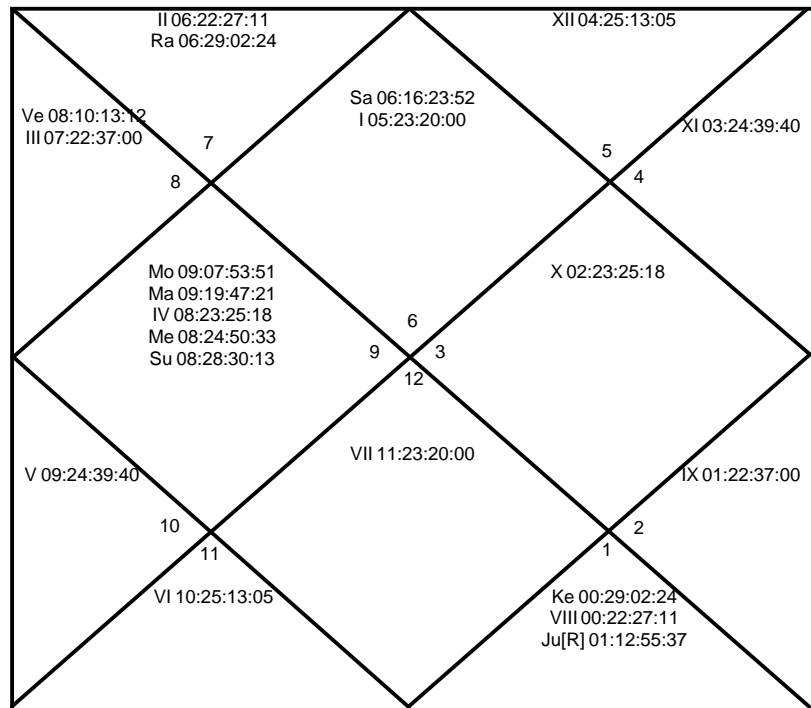 II 06:22:27:11
Ra 06:29:02:24
XII 04:25:13:05
Sa 06:16:23:52
I 05:23:20:00
Ve 08:10:13:12
III 07:22:37:00
XI 03:24:39:40
7
5
8
4
Mo 09:07:53:51
Ma 09:19:47:21
IV 08:23:25:18
Me 08:24:50:33
Su 08:28:30:13
X 02:23:25:18
6
9
3
12
VII 11:23:20:00
V 09:24:39:40
IX 01:22:37:00
10
2
11
1
VI 10:25:13:05
Ke 00:29:02:24
VIII 00:22:27:11
Ju[R] 01:12:55:37